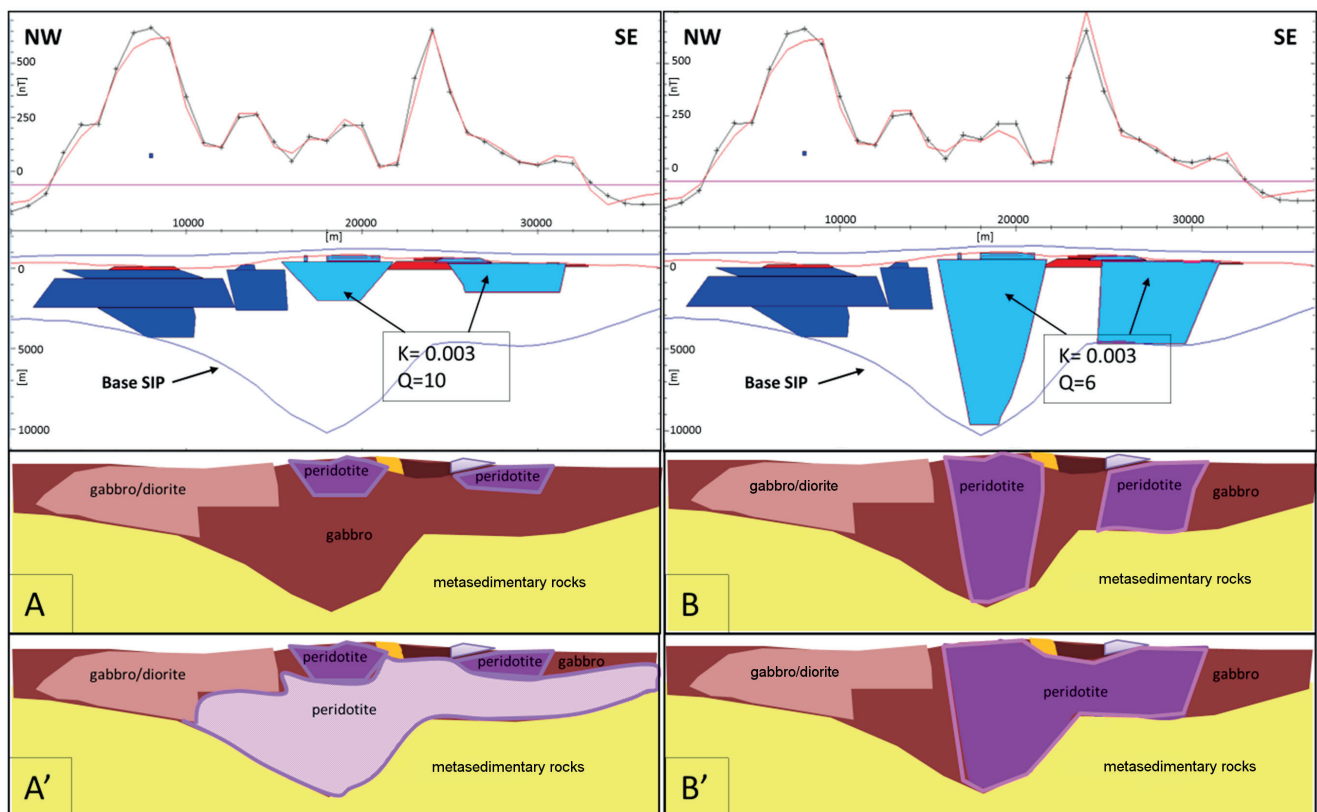 NW
SE
500
[nT]
250
0
10000
20000
30000
[m]
0
5000
[m]
10000
Base SIP
K= 0.003
Q=10
NW
SE
500
[nT]
250
0
10000
20000
30000
[m]
0
5000
[m]
10000
Base SIP
K= 0.003
Q=6
peridotite
peridotite
gabbro/diorite
gabbro
metasedimentary rocks
A
gabbro/diorite
peridotite
peridotite
gabbro
metasedimentary rocks
B
peridotite
peridotite
gabbro
gabbro/diorite
peridotite
metasedimentary rocks
A'
gabbro/diorite
peridotite
gabbro
metasedimentary rocks
B'